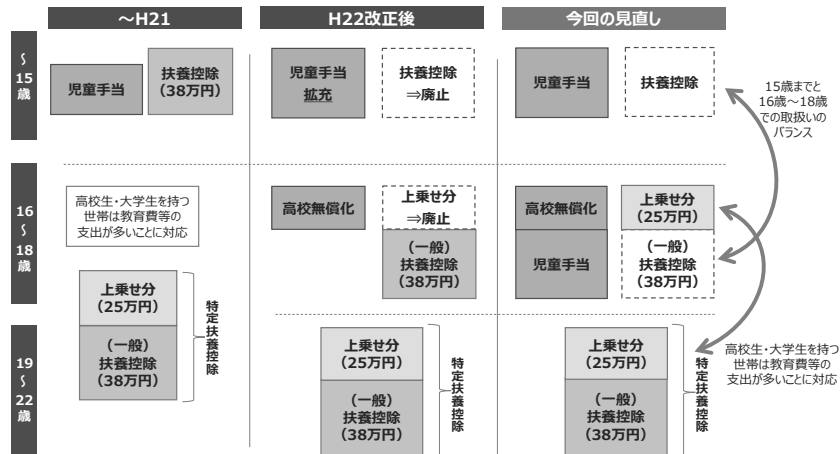 ～H21
H22改正後
今回の見直し
～
15
歳
児童手当
扶養控除
（38万円）
児童手当
拡充
扶養控除
⇒廃止
児童手当
扶養控除
15歳までと
16歳～18歳
での取扱いの
バランス
16
～
18
歳
高校生・大学生を持つ
世帯は教育費等の
支出が多いことに対応
上乗せ分
（25万円）
（一般）
扶養控除
（38万円）
特定扶養控除
高校無償化
上乗せ分
⇒廃止
（一般）
扶養控除
（38万円）
高校無償化
上乗せ分
（25万円）
児童手当
（一般）
扶養控除
（38万円）
19
～
22
歳
上乗せ分
（25万円）
（一般）
扶養控除
（38万円）
特定扶養控除
上乗せ分
（25万円）
（一般）
扶養控除
（38万円）
特定扶養控除
高校生・大学生を持つ
世帯は教育費等の
支出が多いことに対応